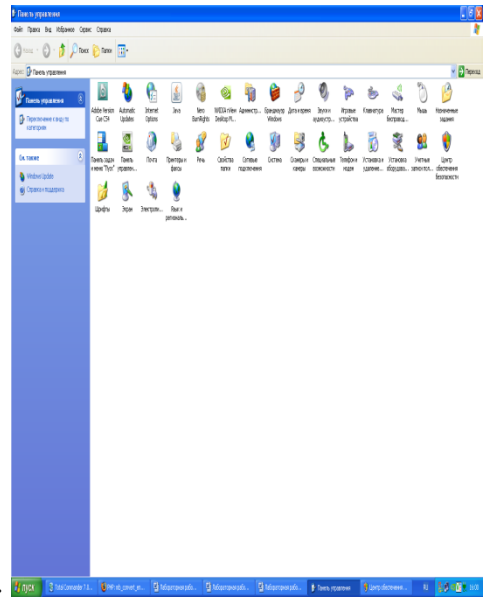 Панель управления
Файл Правка Вид Избранное Сервис Справка
Назад Поиск Папки
Адрес: Панель управления Переход
Панель управления
Переключение к виду по
категориям
См. также
Windows Update
Справка и поддержка
Adobe Version Automatic Internet Java Nero NVIDIA nView Администр... Брандмауэр Дата и время Звуки и Игровые Клавиатура Мастер Мышь Назначенные
Cue CS4 Updates Options BurnRights Desktop M... Windows аудиоустр... устройства беспровод... задания
Панель задач Панель Почта Принтеры и Речь Свойства Сетевые Система Сканеры и Специальные Телефон и Установка и Установка Учетные Центр
и меню "Пуск" управлен... факсы папки подключения камеры возможности модем удаление... оборудова... записи пол... обеспечения
безопасности
Шрифты Экран Электропи... Язык и
региональ...
пуск Total Commander 7.0... PHP: mb_convert_en... Лабораторная рабо... Лабораторная рабо... Лабораторная рабо... Панель управления Центр обеспечения ... RU 16:00